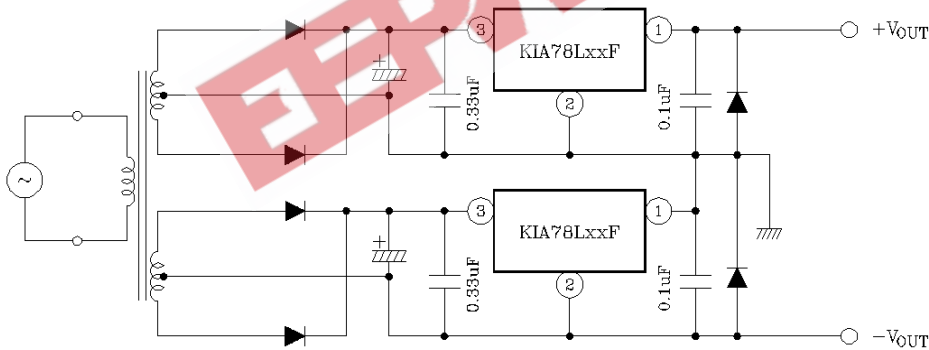 3
KIA78LxxF
1
+VOUT
+
0.33uF
2
0.1uF
~
3
KIA78LxxF
1
+
0.33uF
2
0.1uF
−VOUT